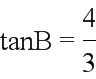 tanB = 4/3